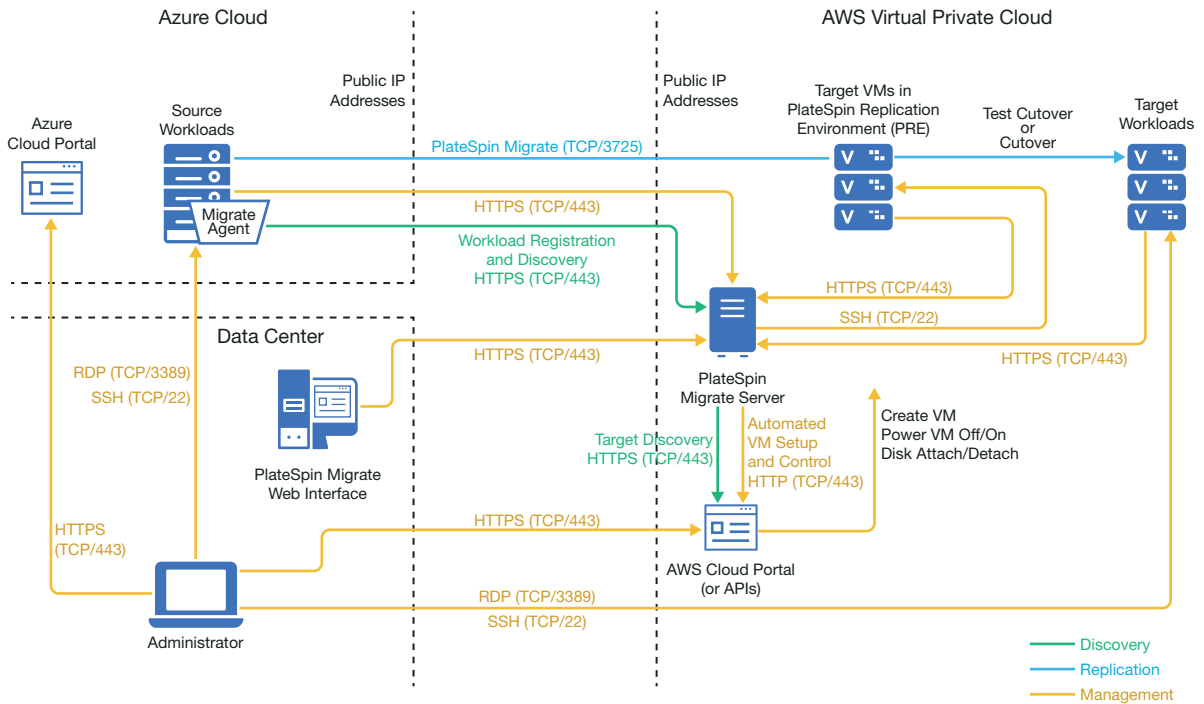 Azure Cloud
AWS Virtual Private Cloud
Public IP
Addresses
Public IP
Addresses
Azure
Cloud Portal
Source
Workloads
Migrate
Agent
Target VMs in
PlateSpin Replication
Environment (PRE)
Test Cutover
or
Cutover
Target
Workloads
PlateSpin Migrate (TCP/3725)
V
V
V
V
V
V
HTTPS (TCP/443)
Workload Registration
and Discovery
HTTPS (TCP/443)
HTTPS (TCP/443)
SSH (TCP/22)
HTTPS (TCP/443)
Data Center
HTTPS (TCP/443)
RDP (TCP/3389)
SSH (TCP/22)
PlateSpin
Migrate Server
PlateSpin Migrate
Web Interface
Target Discovery
HTTPS (TCP/443)
Automated
VM Setup
and Control
HTTP (TCP/443)
Create VM
Power VM Off/On
Disk Attach/Detach
HTTPS
(TCP/443)
HTTPS (TCP/443)
AWS Cloud Portal
(or APIs)
RDP (TCP/3389)
SSH (TCP/22)
Administrator
Discovery
Replication
Management